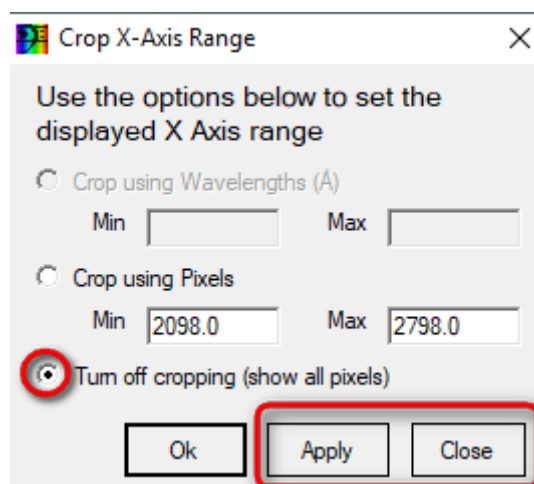 Crop X-Axis Range
Use the options below to set the
displayed X Axis range
Crop using Wavelengths (Å)
Min Max
Crop using Pixels
Min 2098.0 Max 2798.0
Turn off cropping (show all pixels)
Ok Apply Close